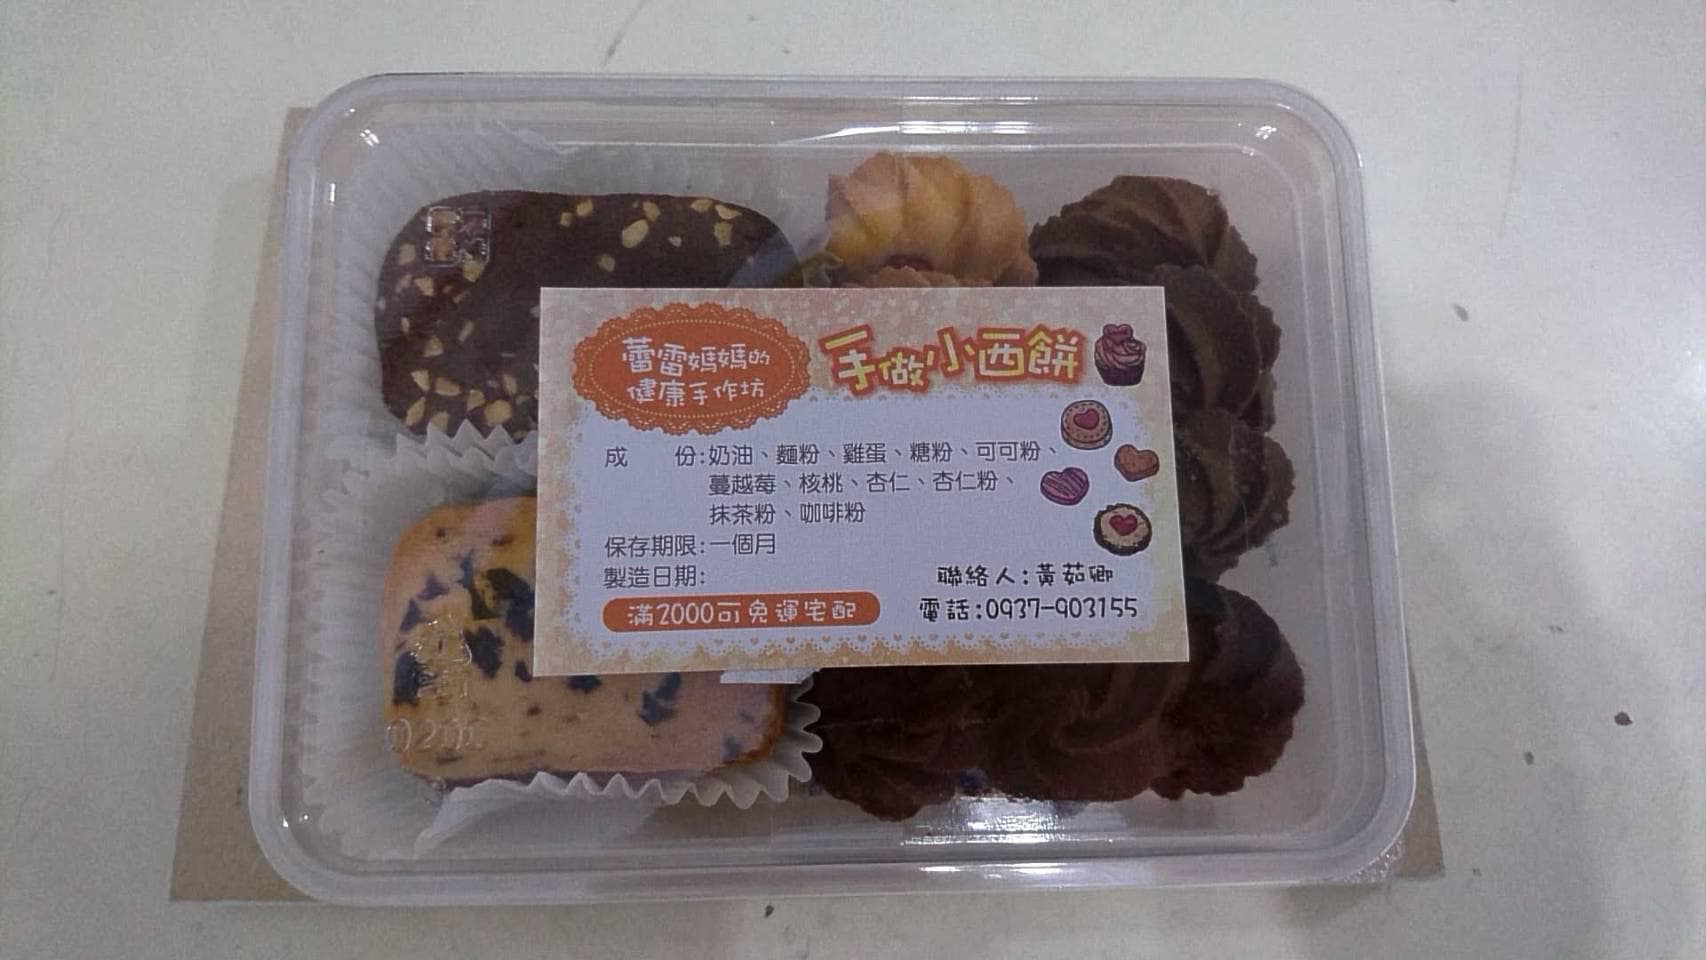 蕾雷媽媽的
健康手作坊
手做小西餅
成 份:奶油、麵粉、雞蛋、糖粉、可可粉、
蔓越莓、核桃、杏仁、杏仁粉、
抹茶粉、咖啡粉
保存期限:一個月
製造日期:
滿2000可免運宅配
聯絡人:黃茹卿
電話:0937-903155